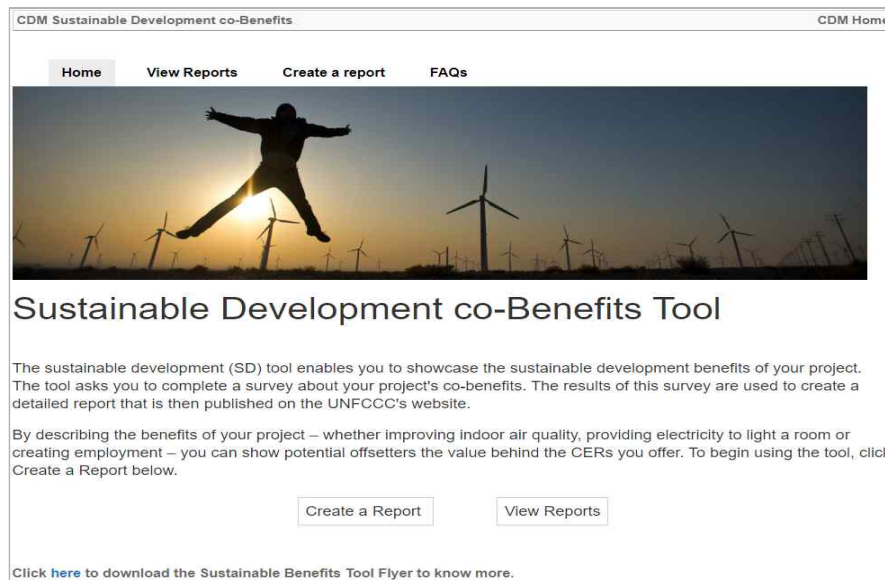 CDM Sustainable Development co-Benefits CDM Home
Home View Reports Create a report FAQs
Sustainable Development co-Benefits Tool
The sustainable development (SD) tool enables you to showcase the sustainable development benefits of your project.
The tool asks you to complete a survey about your project's co-benefits. The results of this survey are used to create a
detailed report that is then published on the UNFCCC's website.
By describing the benefits of your project – whether improving indoor air quality, providing electricity to light a room or
creating employment – you can show potential offsetters the value behind the CERs you offer. To begin using the tool, clic
Create a Report below.
Create a Report View Reports
Click here to download the Sustainable Benefits Tool Flyer to know more.